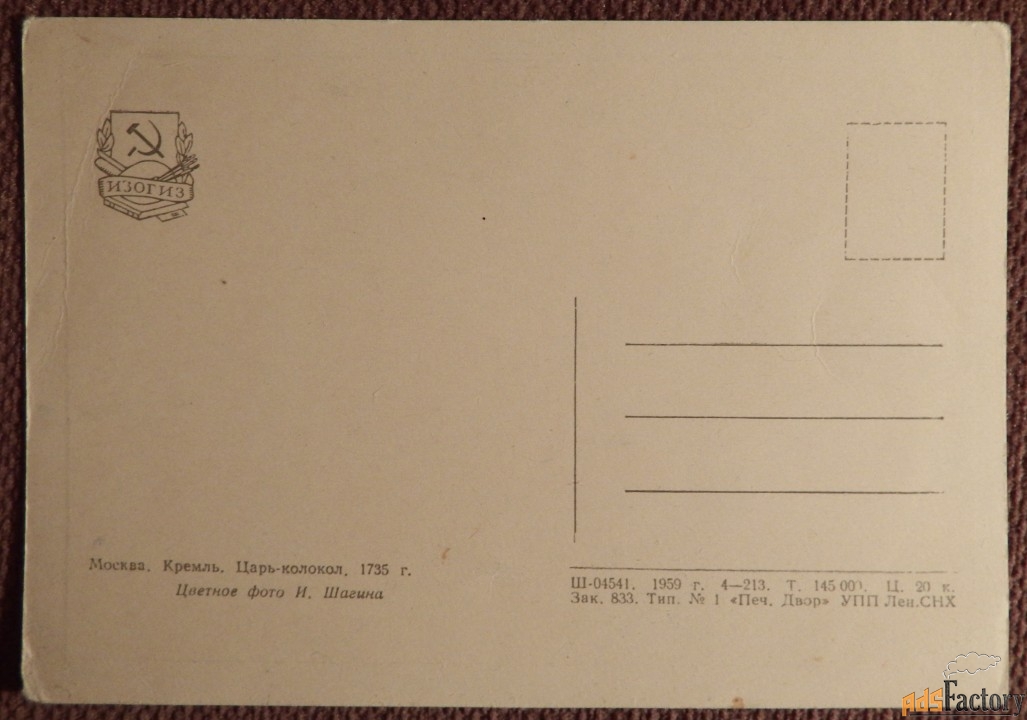 ИЗОГИЗ
Москва. Кремль. Царь-колокол. 1735 г.
Цветное фото И. Шагина
Ш-04541. 1959 г. 4—213. Т. 145 000. Ц. 20 к.
Зак. 833. Тип. № 1 «Печ. Двор» УПП Лен.СНХ
AdsFactory